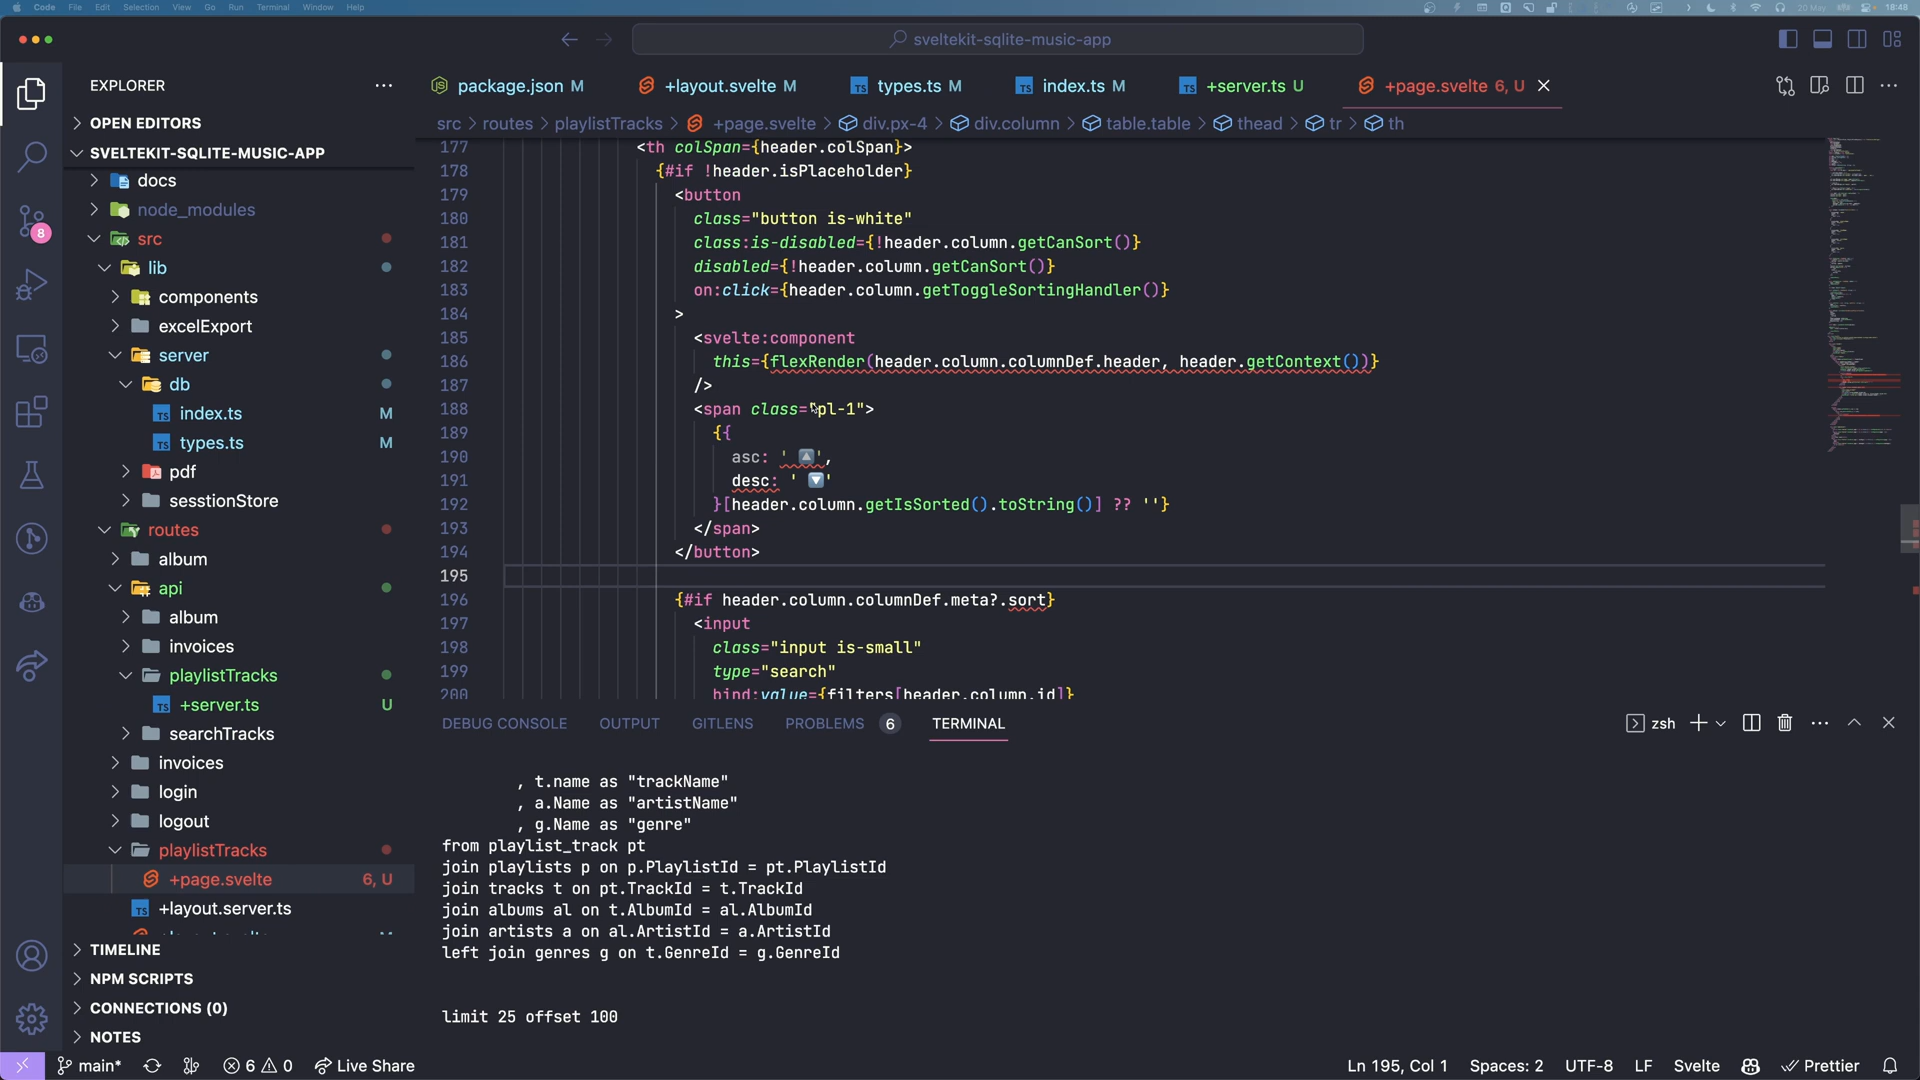 Code File Edit Selection View Go Run Terminal Window Help 20 May 18:48
sveltekit-sqlite-music-app
EXPLORER
package.json M
+layout.svelte M
TS types.ts M
TS index.ts M
TS +server.ts U
+page.svelte 6, U
src > routes > playlistTracks > +page.svelte > div.px-4 > div.column > table.table > thead > tr > th
OPEN EDITORS
SVELTEKIT-SQLITE-MUSIC-APP
docs
node_modules
src
lib
components
excelExport
server
db
TS index.ts M
TS types.ts M
pdf
sesstionStore
routes
album
api
album
invoices
playlistTracks
TS +server.ts U
searchTracks
invoices
login
logout
playlistTracks
+page.svelte 6, U
TS +layout.server.ts
TIMELINE
NPM SCRIPTS
CONNECTIONS (0)
NOTES
8
177 <th colSpan={header.colSpan}>
178 {#if !header.isPlaceholder}
179 <button
180 class="button is-white"
181 class:is-disabled={!header.column.getCanSort()}
182 disabled={!header.column.getCanSort()}
183 on:click={header.column.getToggleSortingHandler()}
184 >
185 <svelte:component
186 this={flexRender(header.column.columnDef.header, header.getContext())}
187 />
188 <span class="pl-1">
189 {{
190 asc: ' 🔼',
191 desc: ' 🔽'
192 }[header.column.getIsSorted().toString()] ?? ''}
193 </span>
194 </button>
195
196 {#if header.column.columnDef.meta?.sort}
197 <input
198 class="input is-small"
199 type="search"
200 bind:value={filters[header.column.id]}
DEBUG CONSOLE OUTPUT GITLENS PROBLEMS 6 TERMINAL
zsh
, t.name as "trackName"
, a.Name as "artistName"
, g.Name as "genre"
from playlist_track pt
join playlists p on p.PlaylistId = pt.PlaylistId
join tracks t on pt.TrackId = t.TrackId
join albums al on t.AlbumId = al.AlbumId
join artists a on al.ArtistId = a.ArtistId
left join genres g on t.GenreId = g.GenreId
limit 25 offset 100
main* 6 0 Live Share
Ln 195, Col 1 Spaces: 2 UTF-8 LF Svelte Prettier